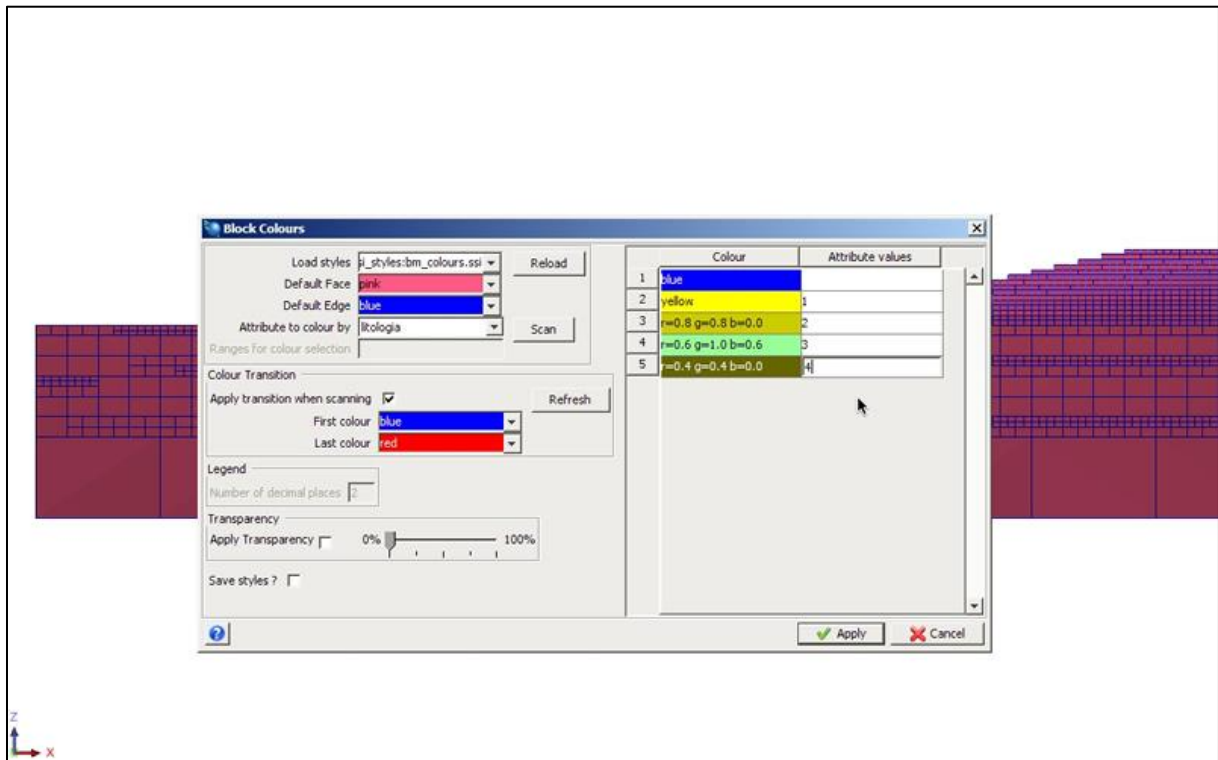 Block Colours
Load styles si_styles:bm_colours.ssi Reload
Default Face pink
Default Edge blue
Attribute to colour by litologia Scan
Ranges for colour selection
Colour Transition
Apply transition when scanning Refresh
First colour blue
Last colour red
Legend
Number of decimal places 2
Transparency
Apply Transparency 0% 100%
Save styles ?
Colour Attribute values
1 blue
2 yellow 1
3 r=0.8 g=0.8 b=0.0 2
4 r=0.6 g=1.0 b=0.6 3
5 r=0.4 g=0.4 b=0.0 4
Apply Cancel
Z
X